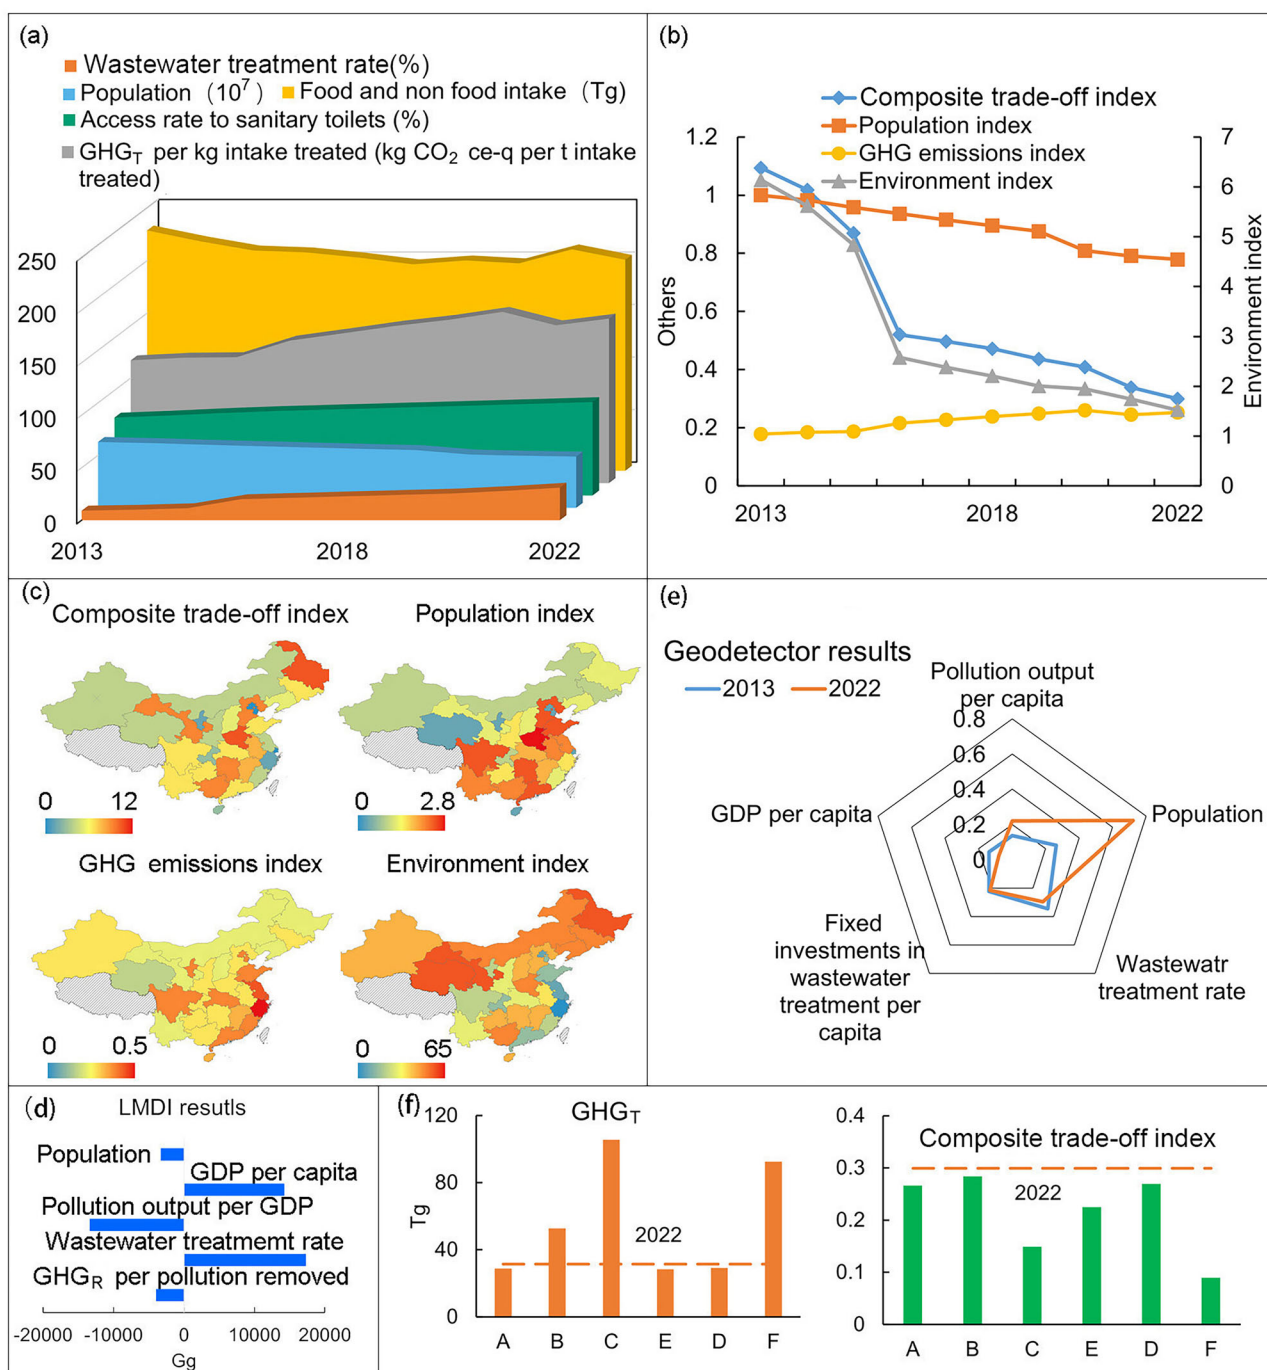 (a)
Wastewater treatment rate(%)
Population (10⁷) Food and non food intake (Tg)
Access rate to sanitary toilets (%)
GHG_T per kg intake treated (kg CO₂ ce-q per t intake
treated)
250
200
150
100
50
0
2013 2018 2022
(b)
Composite trade-off index
Population index
GHG emissions index
Environment index
1.2
1
0.8
0.6
0.4
0.2
0
Others
7
6
5
4
3
2
1
0
Environment index
2013 2018 2022
(c)
Composite trade-off index
0 12
Population index
0 2.8
GHG emissions index
0 0.5
Environment index
0 65
(e)
Geodetector results
2013 2022
Pollution output
per capita
0.8
0.6
0.4
0.2
0
GDP per capita
Population
Fixed
investments in
wastewater
treatment per
capita
Wastewatr
treatment rate
(d)
LMDI resutls
Population
GDP per capita
Pollution output per GDP
Wastewater treatmemt rate
GHG_R per pollution removed
-20000 -10000 0 10000 20000
Gg
(f)
GHG_T
120
80
40
0
Tg
2022
A B C E D F
0.4
0.3
0.2
0.1
0
Composite trade-off index
2022
A B C E D F